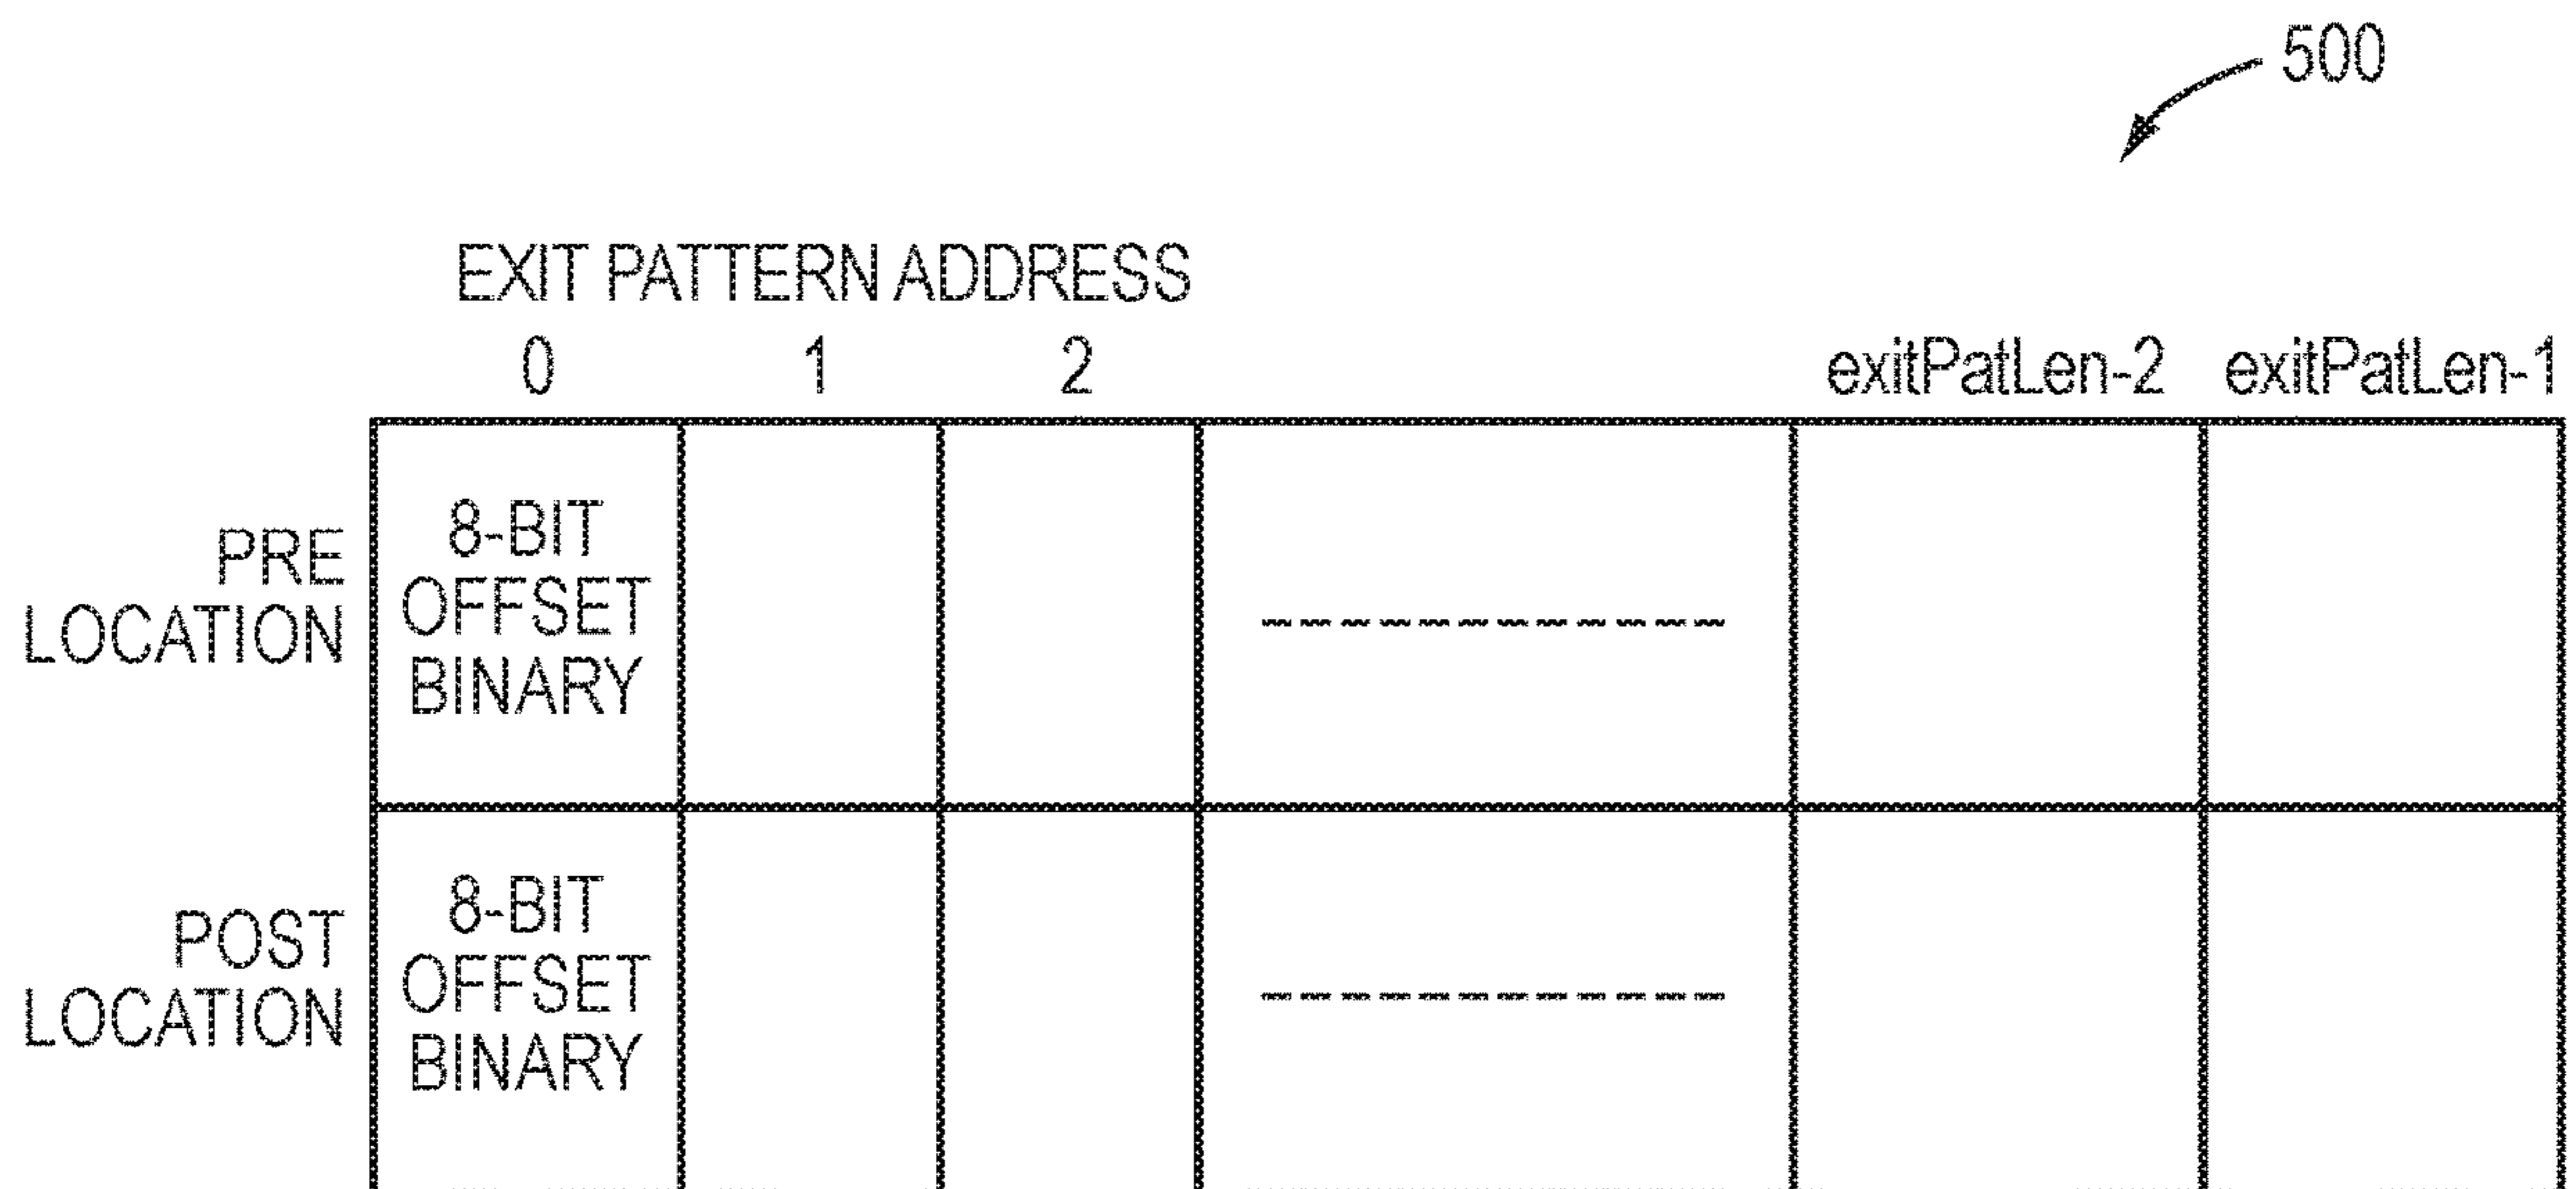 500
EXIT PATTERN ADDRESS
0 1 2 exitPatLen-2 exitPatLen-1
PRE
LOCATION
8-BIT
OFFSET
BINARY
POST
LOCATION
8-BIT
OFFSET
BINARY